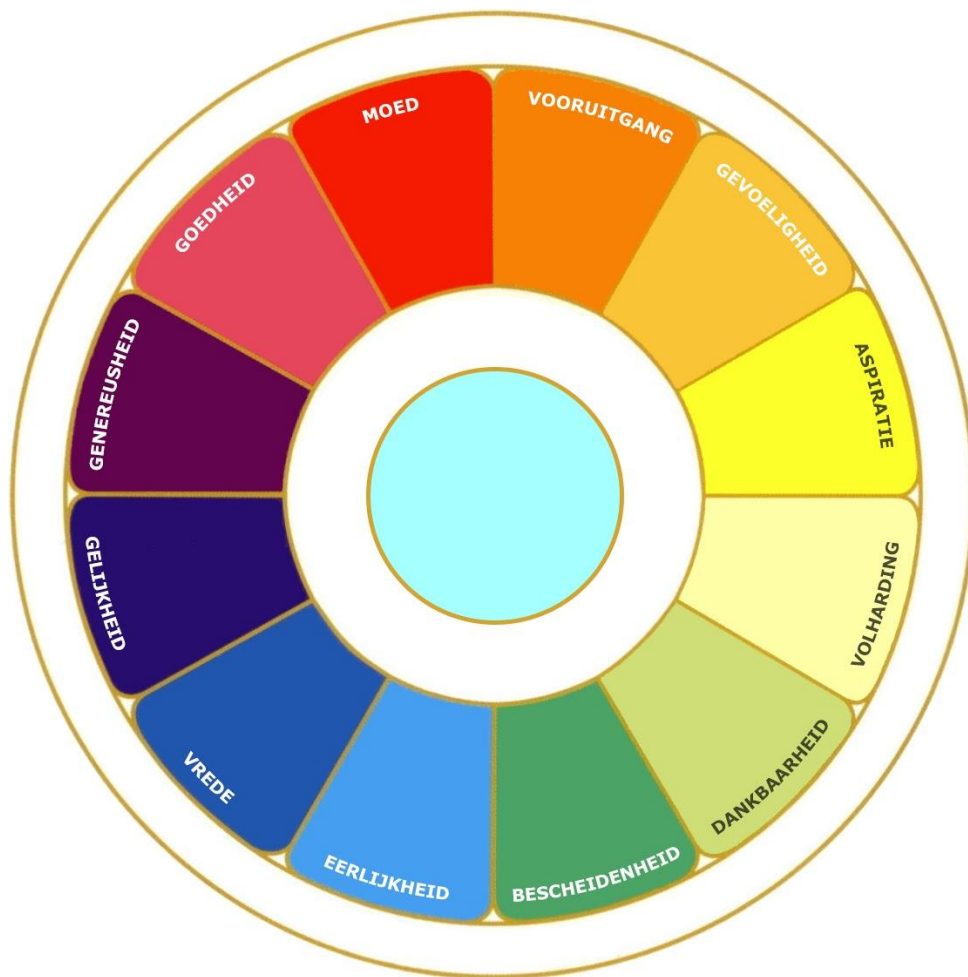 MOED
VOORUITGANG
GEVOELIGHEID
ASPIRATIE
VOLHARDING
DANKBAARHEID
BESCHEIDENHEID
EERLIJKHEID
VREDE
GELIJKHEID
GENEREUSHEID
GOEDHEID